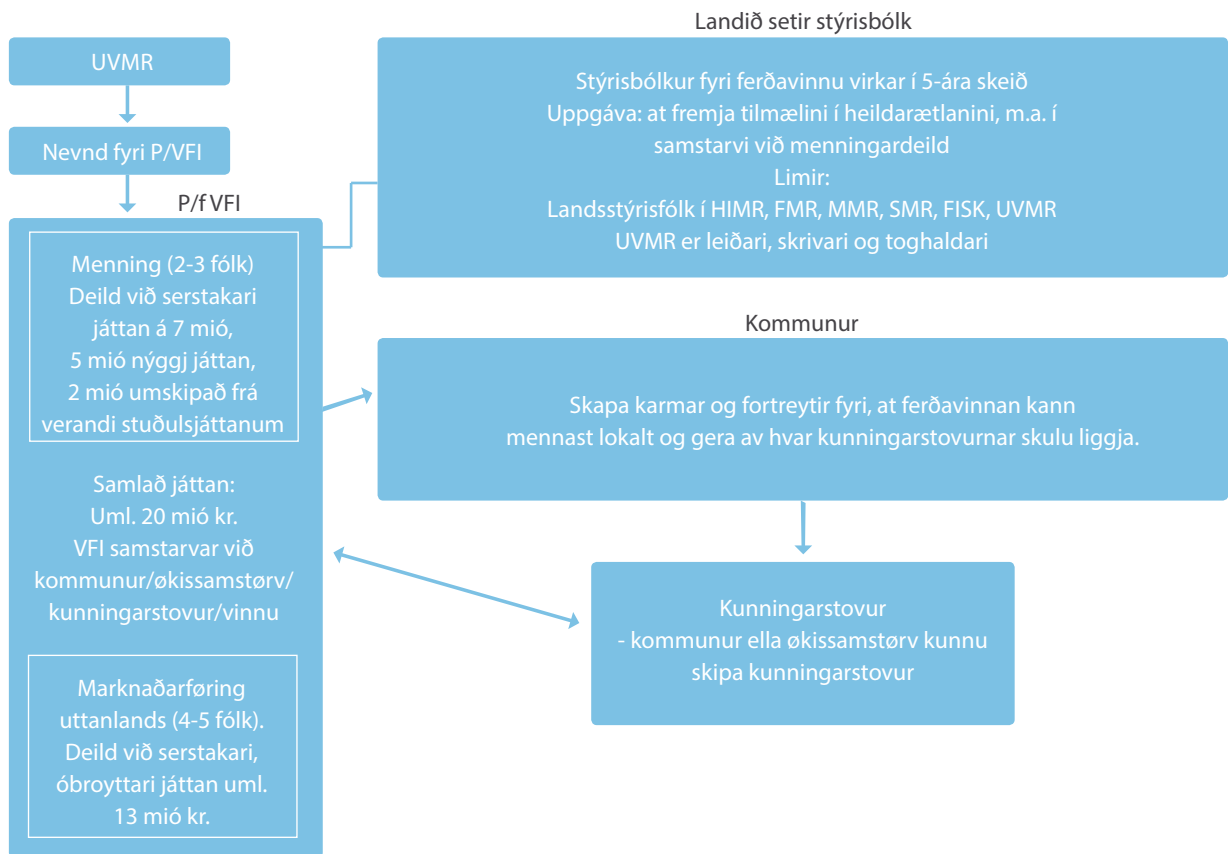 UVMR
Nevnd fyri P/VFI
P/f VFI
Menning (2-3 fólk)
Deild við serstakari
játtan á 7 mió,
5 mió nýggj játtan,
2 mió umskipað frá
verandi stuðulsjáttanum
Samlað játtan:
Uml. 20 mió kr.
VFI samstarvar við
kommunur/økissamstørv/
kunningarstovur/vinnu
Marknaðarføring
uttanlands (4-5 fólk).
Deild við serstakari,
óbroyttari játtan uml.
13 mió kr.
Landið setir stýrisbólk
Stýrisbólkur fyri ferðavinnu virkar í 5-ára skeið
Uppgáva: at fremja tilmælini í heildarætlanini, m.a. í
samstarvi við menningardeild
Limir:
Landsstýrisfólk í HIMR, FMR, MMR, SMR, FISK, UVMR
UVMR er leiðari, skrivari og toghaldari
Kommunur
Skapa karmar og fortreytir fyri, at ferðavinnan kann
mennast lokalt og gera av hvar kunningarstovurnar skulu liggja.
Kunningarstovur
- kommunur ella økissamstørv kunnu
skipa kunningarstovur